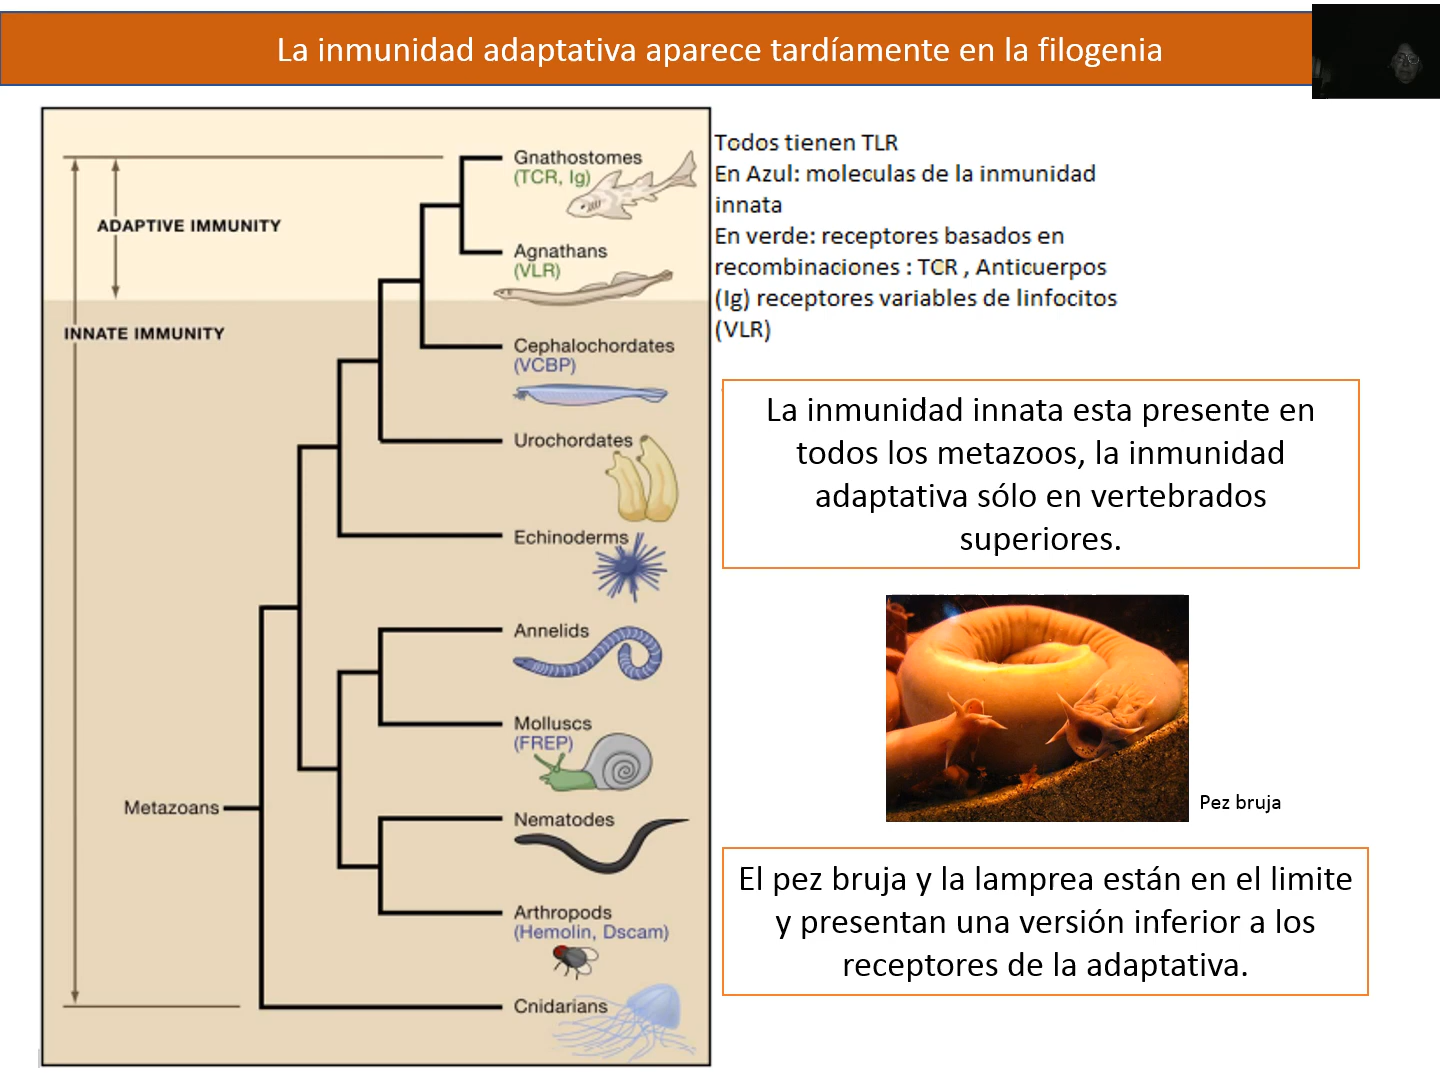 La inmunidad adaptativa aparece tardíamente en la filogenia
Gnathostomes
(TCR, Ig)
ADAPTIVE IMMUNITY
Agnathans
(VLR)
INNATE IMMUNITY
Cephalochordates
(VCBP)
Urochordates
Echinoderms
Annelids
Molluscs
(FREP)
Metazoans
Nematodes
Arthropods
(Hemolin, Dscam)
Cnidarians
Todos tienen TLR
En Azul: moleculas de la inmunidad
innata
En verde: receptores basados en
recombinaciones : TCR , Anticuerpos
(Ig) receptores variables de linfocitos
(VLR)
La inmunidad innata esta presente en
todos los metazoos, la inmunidad
adaptativa sólo en vertebrados
superiores.
Pez bruja
El pez bruja y la lamprea están en el limite
y presentan una versión inferior a los
receptores de la adaptativa.